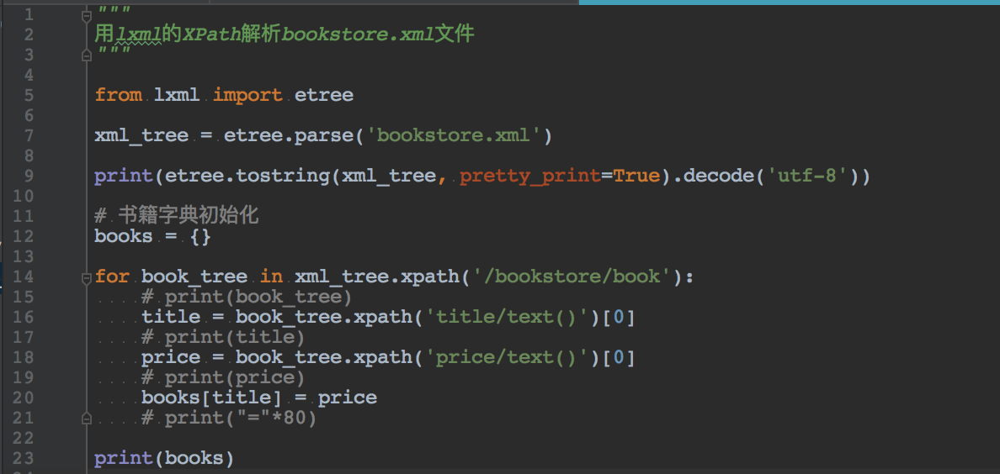 1 """
2 用lxml的XPath解析bookstore.xml文件
3 """
4
5 from lxml import etree
6
7 xml_tree = etree.parse('bookstore.xml')
8
9 print(etree.tostring(xml_tree, pretty_print=True).decode('utf-8'))
10
11 # 书籍字典初始化
12 books = {}
13
14 for book_tree in xml_tree.xpath('/bookstore/book'):
15     # print(book_tree)
16     title = book_tree.xpath('title/text()')[0]
17     # print(title)
18     price = book_tree.xpath('price/text()')[0]
19     # print(price)
20     books[title] = price
21     # print("="*80)
22
23 print(books)